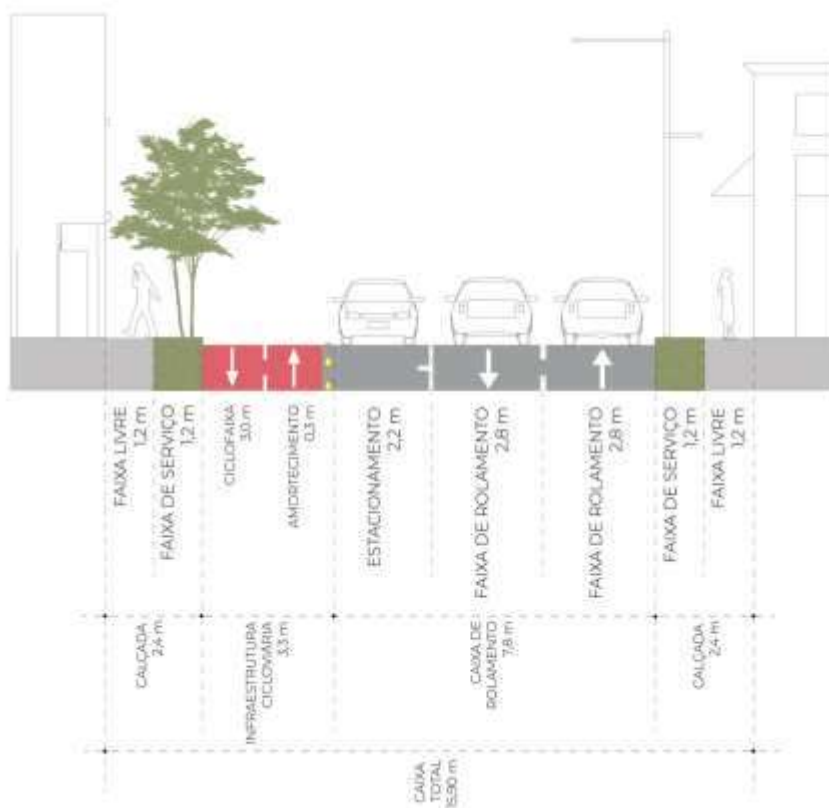 FAIXA LIVRE
1,2 m
FAIXA DE SERVIÇO
1,2 m
CICLOFAIXA
3,0 m
AMORTECIMENTO
0,3 m
ESTACIONAMENTO
2,2 m
FAIXA DE ROLAMENTO
2,8 m
FAIXA DE ROLAMENTO
2,8 m
FAIXA DE SERVIÇO
1,2 m
FAIXA LIVRE
1,2 m
CALÇADA
2,4 m
INFRAESTRUTURA
CICLOVIÁRIA
3,3 m
CAIXA DE
ROLAMENTO
7,8 m
CALÇADA
2,4 m
CAIXA
TOTAL
15,90 m